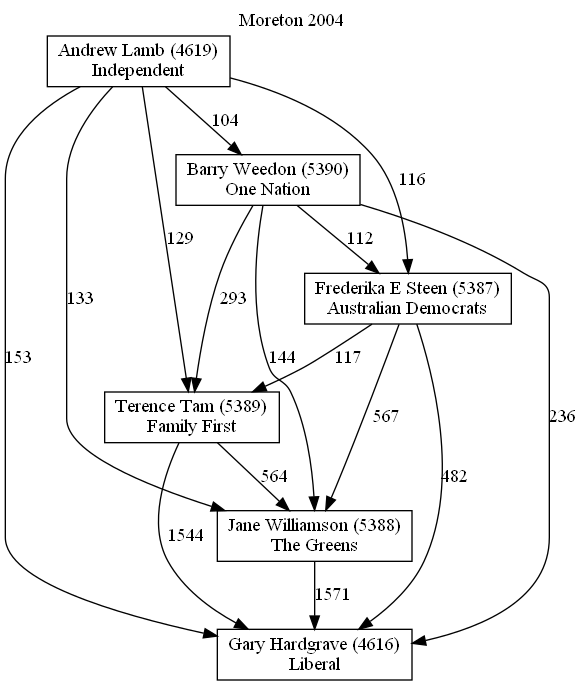 Moreton 2004
Andrew Lamb (4619)
Independent
104
Barry Weedon (5390)
One Nation
116
129
293
112
133
Frederika E Steen (5387)
Australian Democrats
153
144
117
236
Terence Tam (5389)
Family First
567
564
482
Jane Williamson (5388)
The Greens
1544
1571
Gary Hardgrave (4616)
Liberal